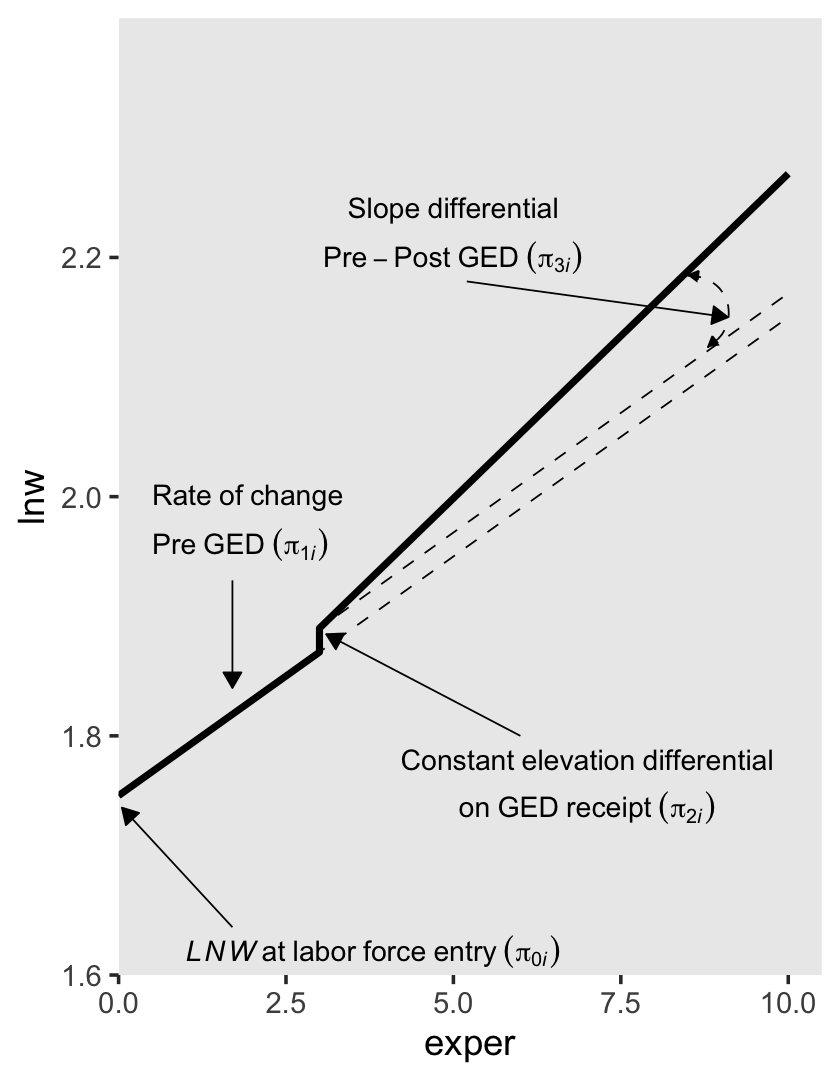 Slope differential
Pre – Post GED (π3i)
2.2
lnw
2.0
Rate of change
Pre GED (π1i)
1.8
Constant elevation differential
on GED receipt (π2i)
LNW at labor force entry (π0i)
1.6
0.0 2.5 5.0 7.5 10.0
exper